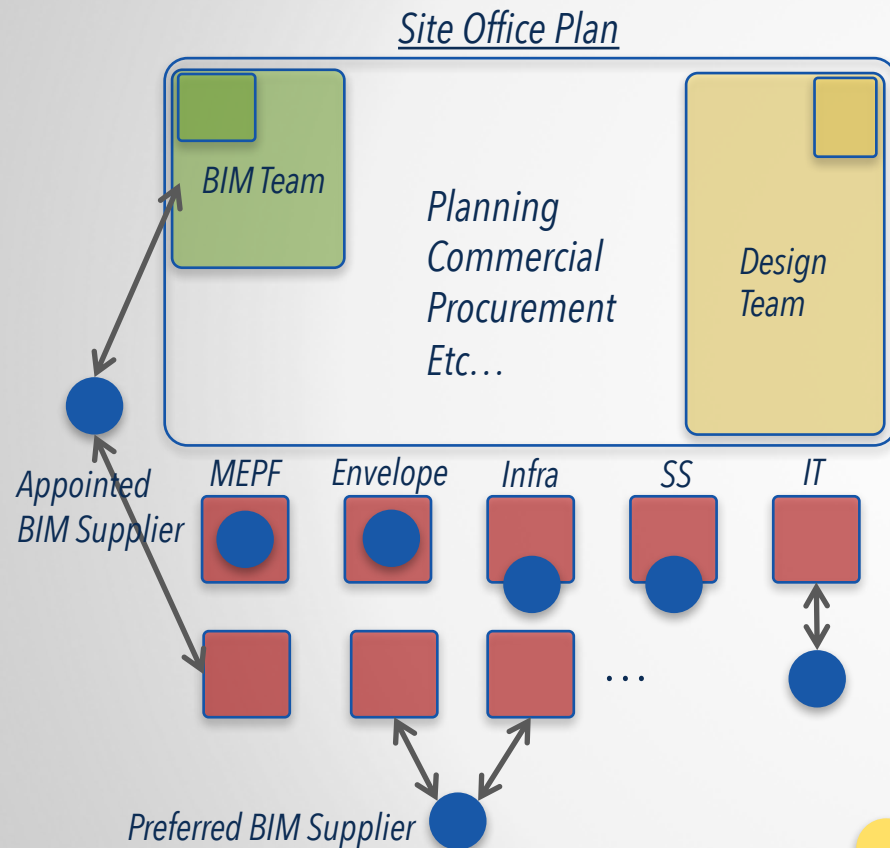 Site Office Plan
BIM Team
Planning
Commercial
Procurement
Etc...
Design
Team
Appointed
BIM Supplier
MEPF
Envelope
Infra
SS
IT
...
Preferred BIM Supplier